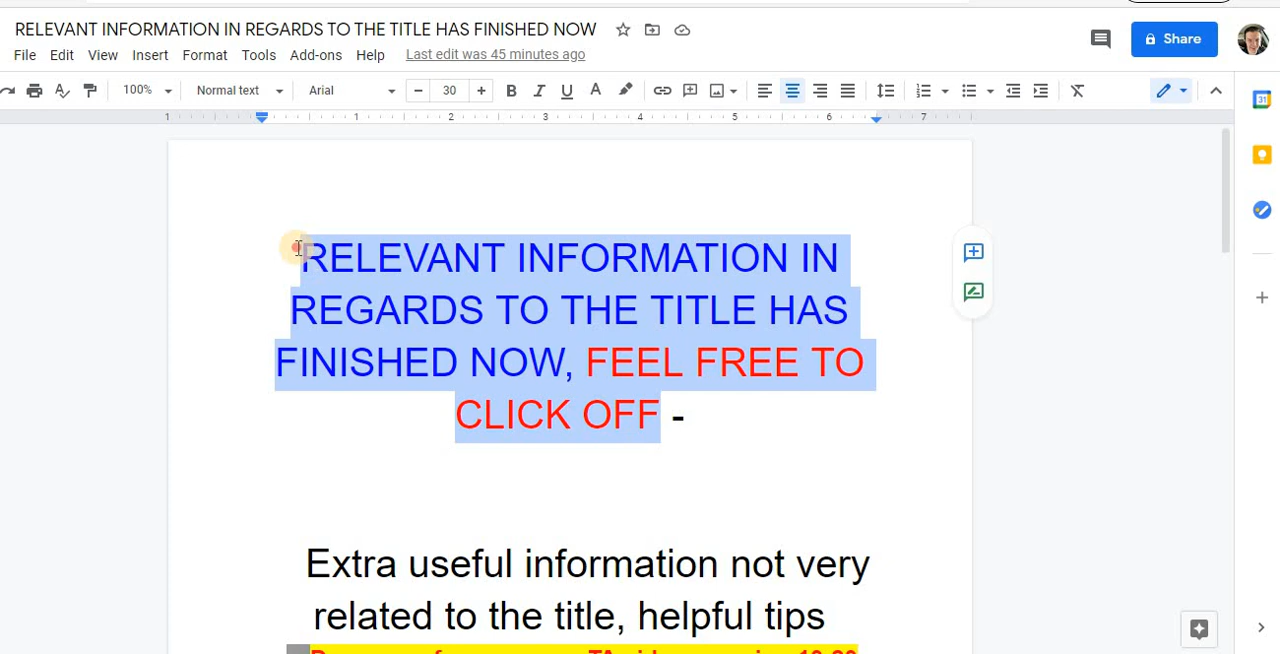 RELEVANT INFORMATION IN REGARDS TO THE TITLE HAS FINISHED NOW
File Edit View Insert Format Tools Add-ons Help Last edit was 45 minutes ago
Share
100% Normal text Arial − 30 + B I U A
1 1 2 3 4 5 6 7
31
RELEVANT INFORMATION IN
REGARDS TO THE TITLE HAS
FINISHED NOW, FEEL FREE TO
CLICK OFF -
Extra useful information not very
related to the title, helpful tips